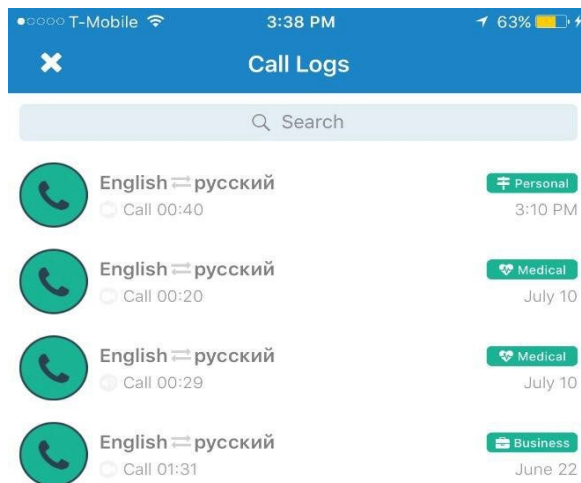 T-Mobile 3:38 PM 63%
Call Logs
Search
English русский Personal
Call 00:40 3:10 PM
English русский Medical
Call 00:20 July 10
English русский Medical
Call 00:29 July 10
English русский Business
Call 01:31 June 22